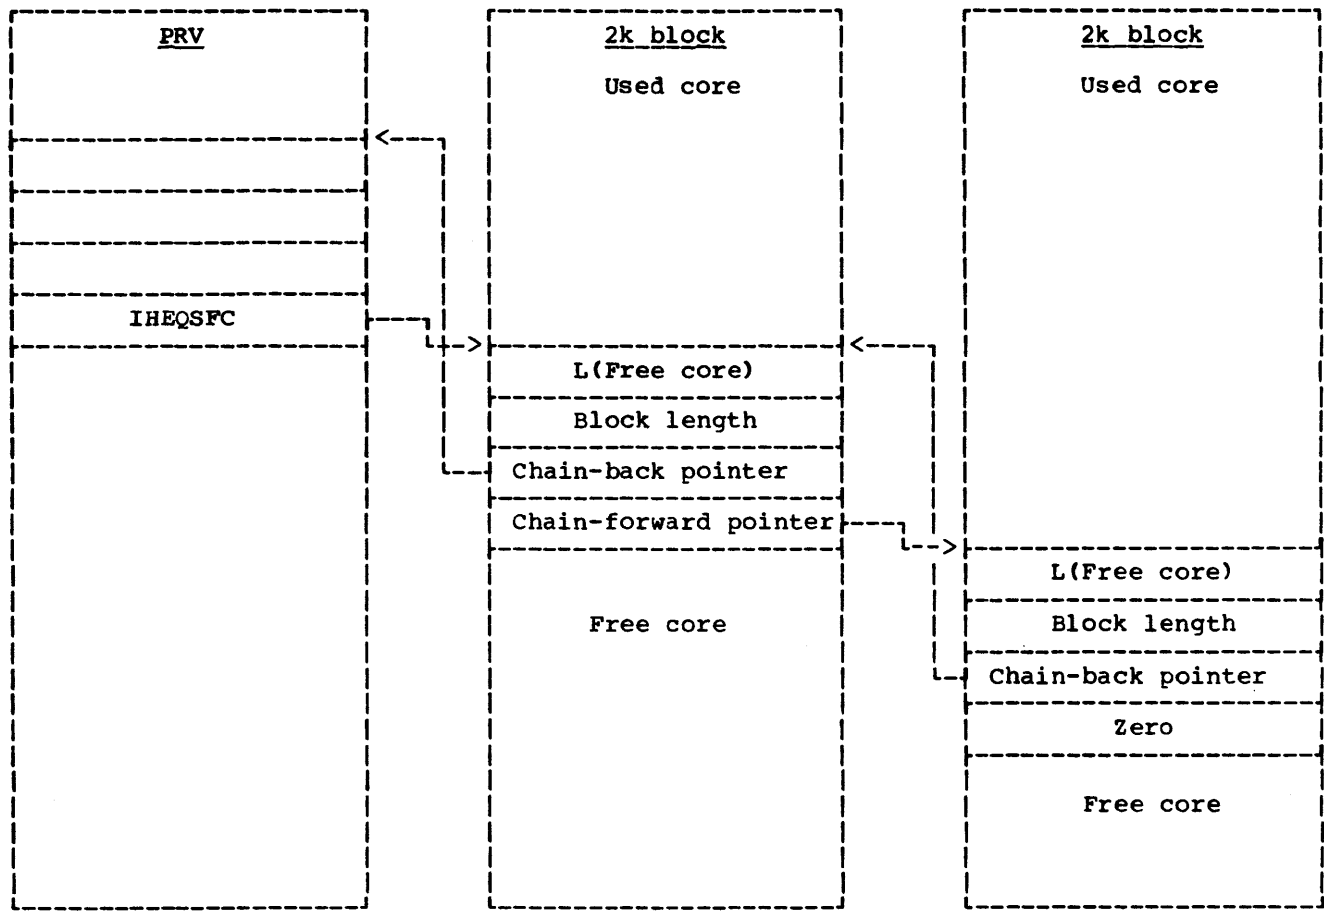 PRV
IHEQSFC
2k block
Used core
L(Free core)
Block length
Chain-back pointer
Chain-forward pointer
Free core
2k block
Used core
L(Free core)
Block length
Chain-back pointer
Zero
Free core